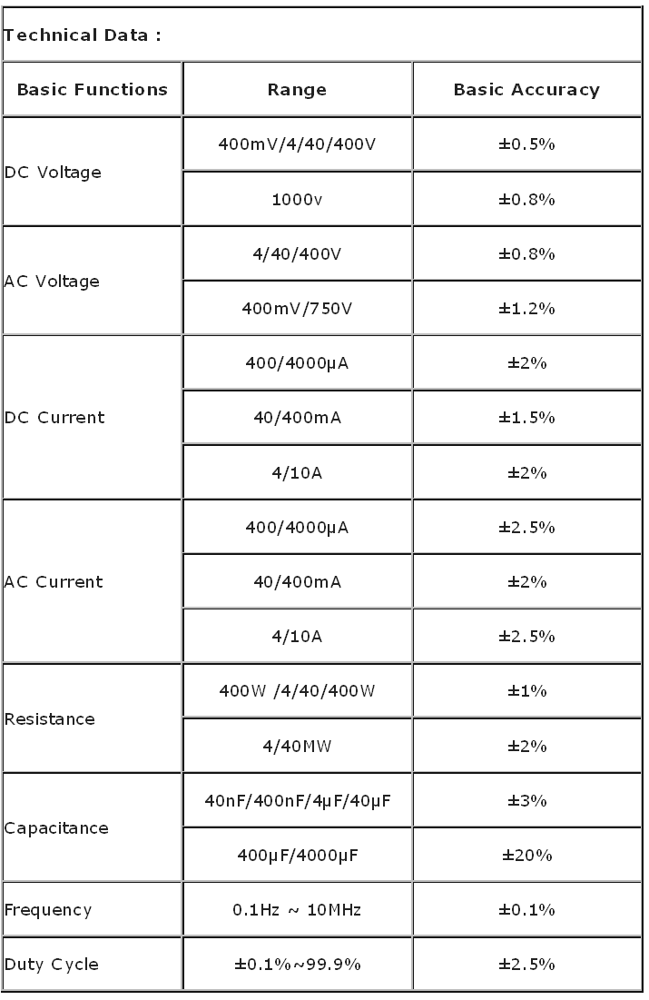 Technical Data :
Basic Functions Range Basic Accuracy
DC Voltage
400mV/4/40/400V ±0.5%
1000v ±0.8%
AC Voltage
4/40/400V ±0.8%
400mV/750V ±1.2%
DC Current
400/4000µA ±2%
40/400mA ±1.5%
4/10A ±2%
AC Current
400/4000µA ±2.5%
40/400mA ±2%
4/10A ±2.5%
Resistance
400W /4/40/400W ±1%
4/40MW ±2%
Capacitance
40nF/400nF/4µF/40µF ±3%
400µF/4000µF ±20%
Frequency 0.1Hz ~ 10MHz ±0.1%
Duty Cycle ±0.1%~99.9% ±2.5%